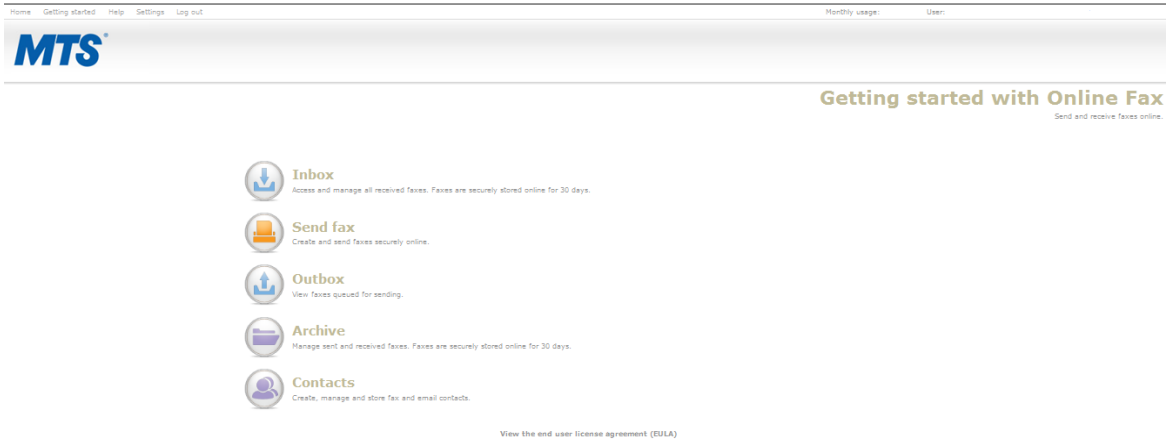 Home Getting started Help Settings Log out Monthly usage: User:
MTS®
Getting started with Online Fax
Send and receive faxes online.
Inbox
Access and manage all received faxes. Faxes are securely stored online for 30 days.
Send fax
Create and send faxes securely online.
Outbox
View faxes queued for sending.
Archive
Manage sent and received faxes. Faxes are securely stored online for 30 days.
Contacts
Create, manage and store fax and email contacts.
View the end user license agreement (EULA)